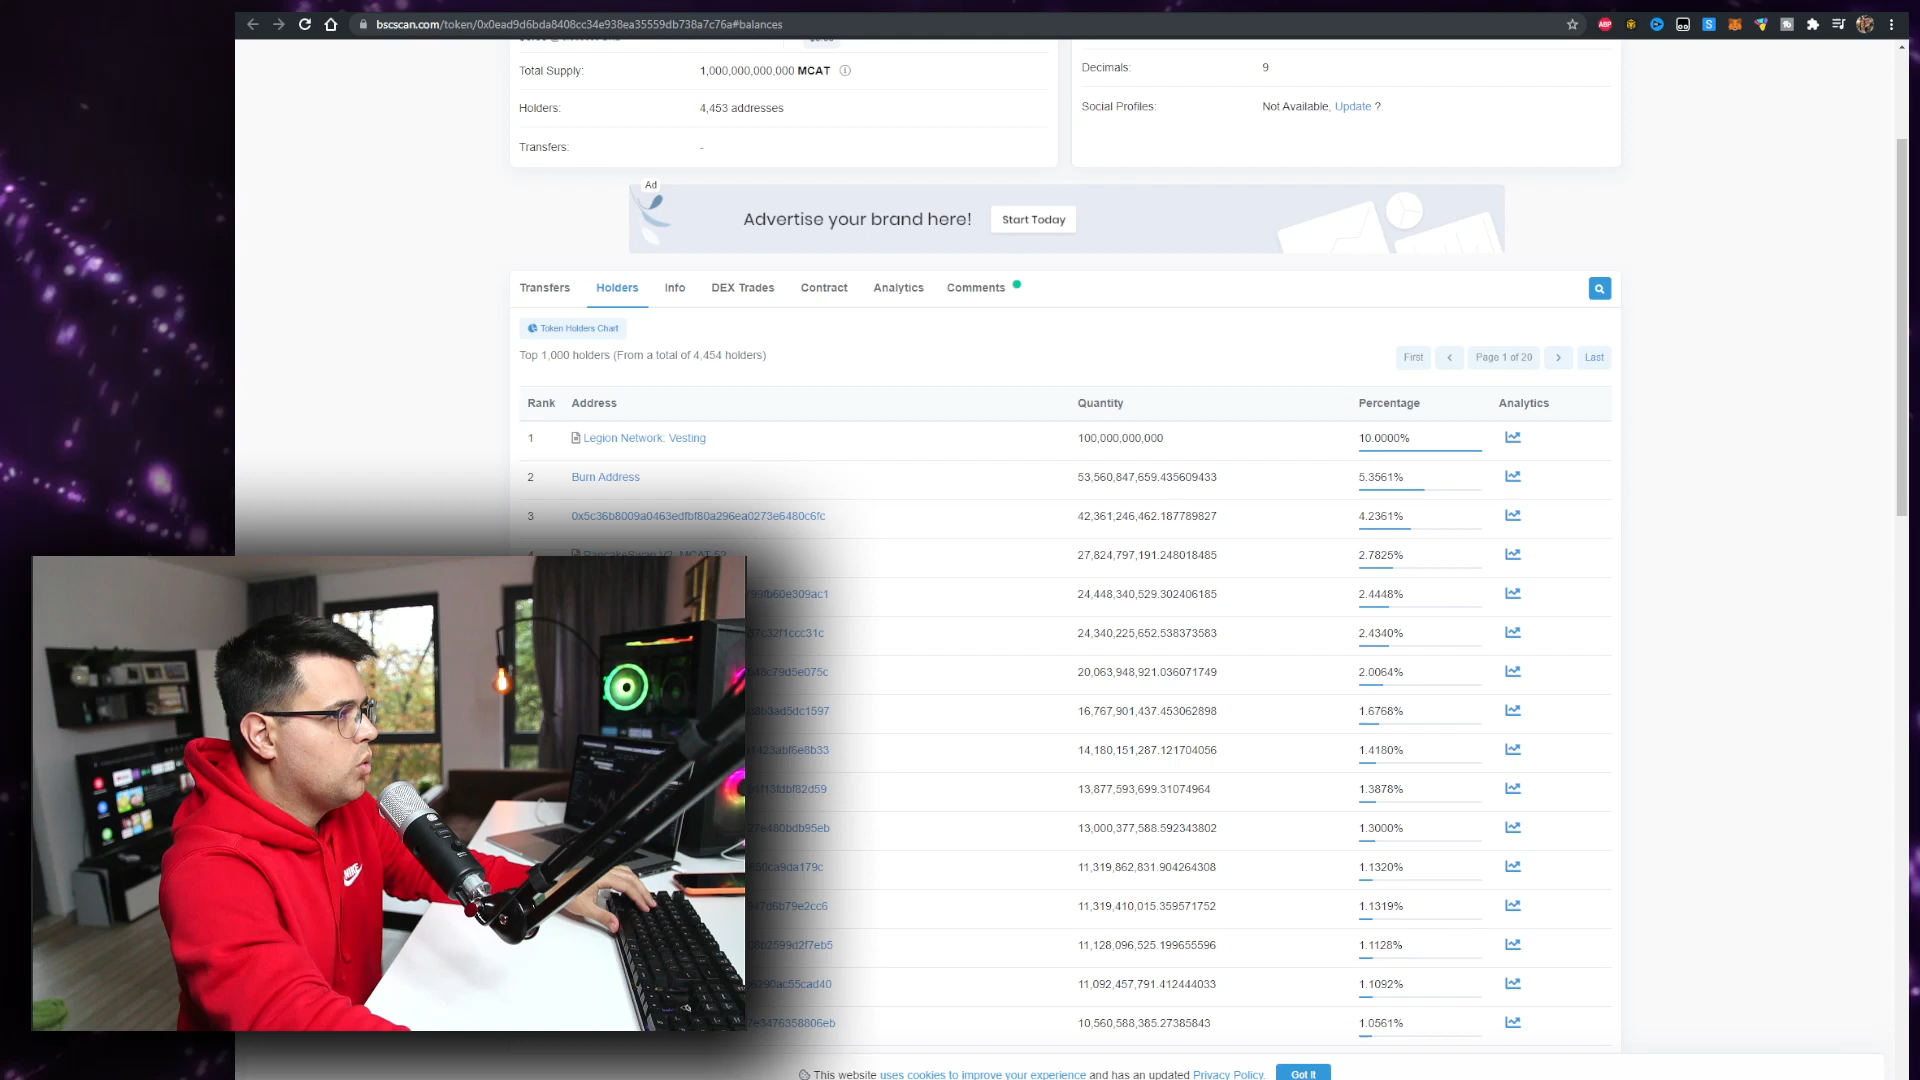 bscscan.com/token/0x0ead9d6bda8408cc34e938ea35559db738a7c76a#balances
Total Supply: 1,000,000,000,000 MCAT
Decimals: 9
Holders: 4,453 addresses
Social Profiles: Not Available, Update ?
Transfers: -
Ad
Advertise your brand here! Start Today
Transfers Holders Info DEX Trades Contract Analytics Comments
Token Holders Chart
Top 1,000 holders (From a total of 4,454 holders)
First Page 1 of 20 Last
Rank Address Quantity Percentage Analytics
1 Legion Network: Vesting 100,000,000,000 10.0000%
2 Burn Address 53,560,847,659.435609433 5.3561%
3 0x5c36b8009a0463edfbf80a296ea0273e6480c6fc 42,361,246,462.187789827 4.2361%
27,824,797,191.248018485 2.7825%
24,448,340,529.302406185 2.4448%
24,340,225,652.538373583 2.4340%
20,063,948,921.036071749 2.0064%
16,767,901,437.453062898 1.6768%
14,180,151,287.121704056 1.4180%
13,877,593,699.31074964 1.3878%
13,000,377,588.592343802 1.3000%
11,319,862,831.904264308 1.1320%
11,319,410,015.359571752 1.1319%
11,128,096,525.199655596 1.1128%
11,092,457,791.412444033 1.1092%
10,560,588,385.27385843 1.0561%
This website uses cookies to improve your experience and has an updated Privacy Policy. Got It
NIKE